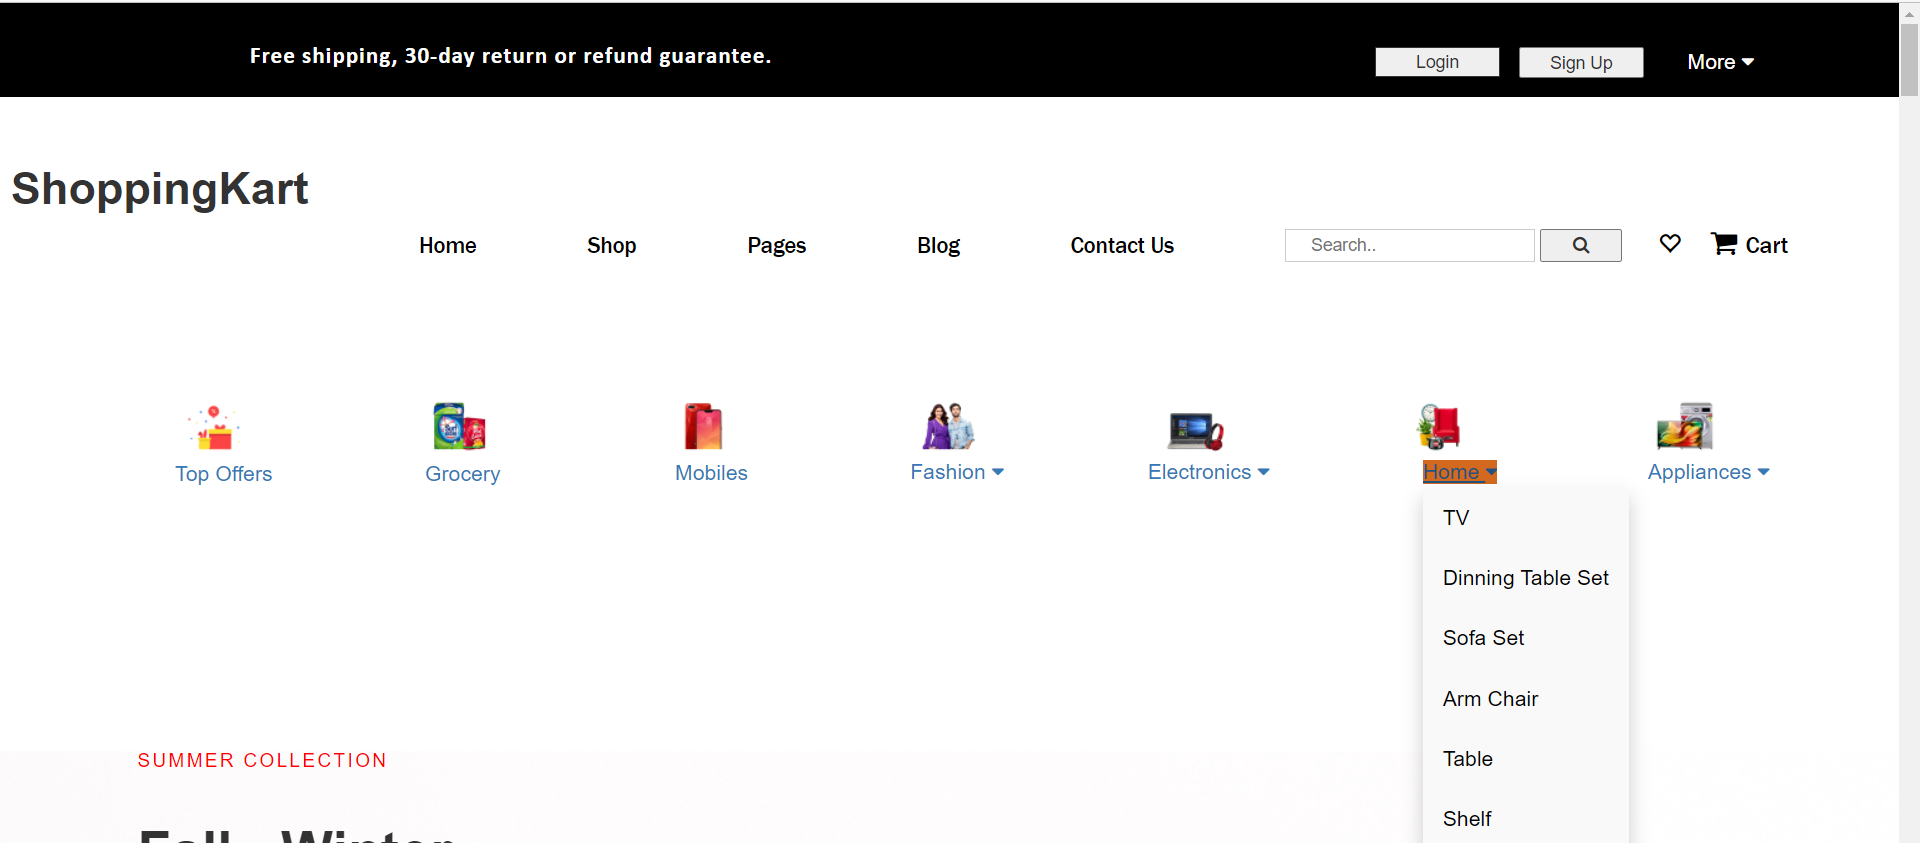 Free shipping, 30-day return or refund guarantee.
Login
Sign Up
More
ShoppingKart
Home
Shop
Pages
Blog
Contact Us
Search..
Cart
Top Offers
Grocery
Mobiles
Fashion
Electronics
Home
Appliances
TV
Dinning Table Set
Sofa Set
Arm Chair
Table
Shelf
SUMMER COLLECTION
Fall - Winter